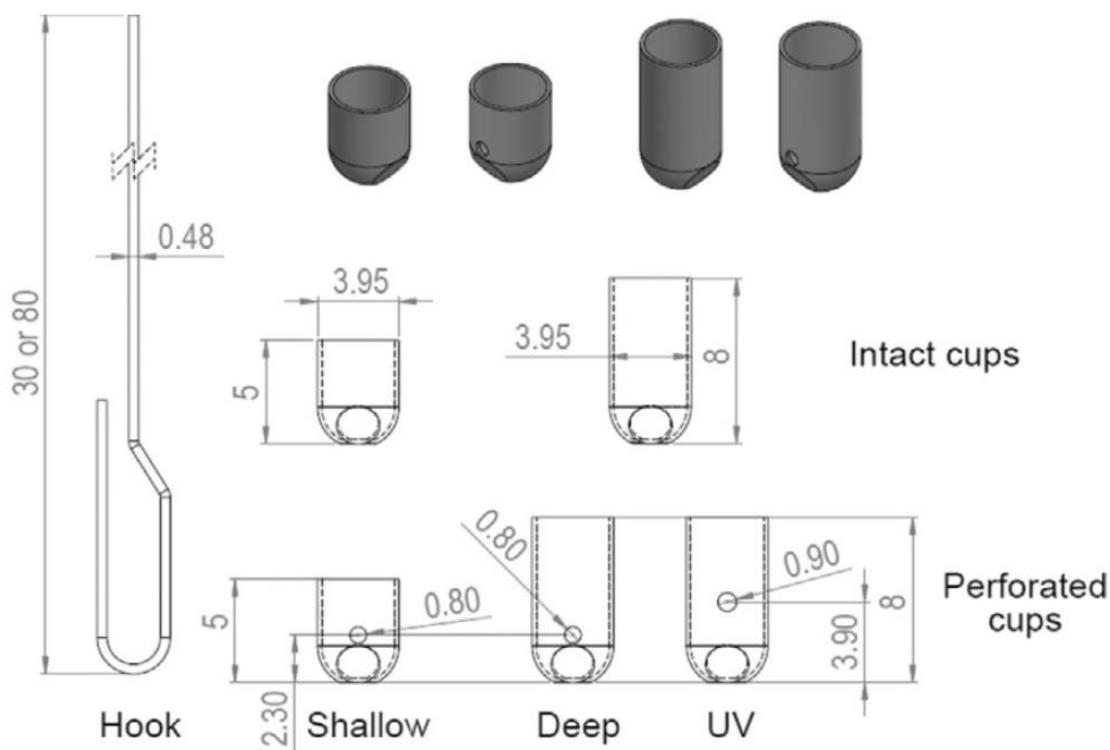 30 or 80
0.48
3.95
5
3.95
8
Intact cups
5
2.30
0.80
0.80
0.90
3.90
8
Perforated
cups
Hook
Shallow
Deep
UV